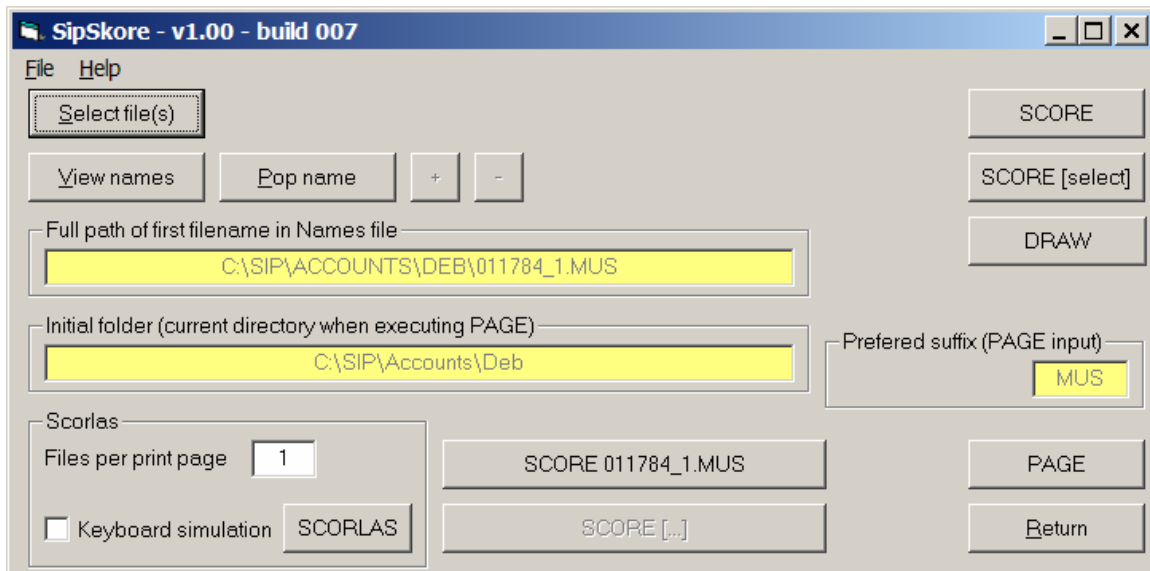 SipSkore - v1.00 - build 007
File Help
Select file(s)
SCORE
View names
Pop name
+
-
SCORE [select]
Full path of first filename in Names file
DRAW
C:\SIP\ACCOUNTS\DEB\011784_1.MUS
Initial folder (current directory when executing PAGE)
Prefered suffix (PAGE input)
C:\SIP\Accounts\Deb
MUS
Scorlas
Files per print page 1
SCORE 011784_1.MUS
PAGE
Keyboard simulation
SCORLAS
SCORE [...]
Return